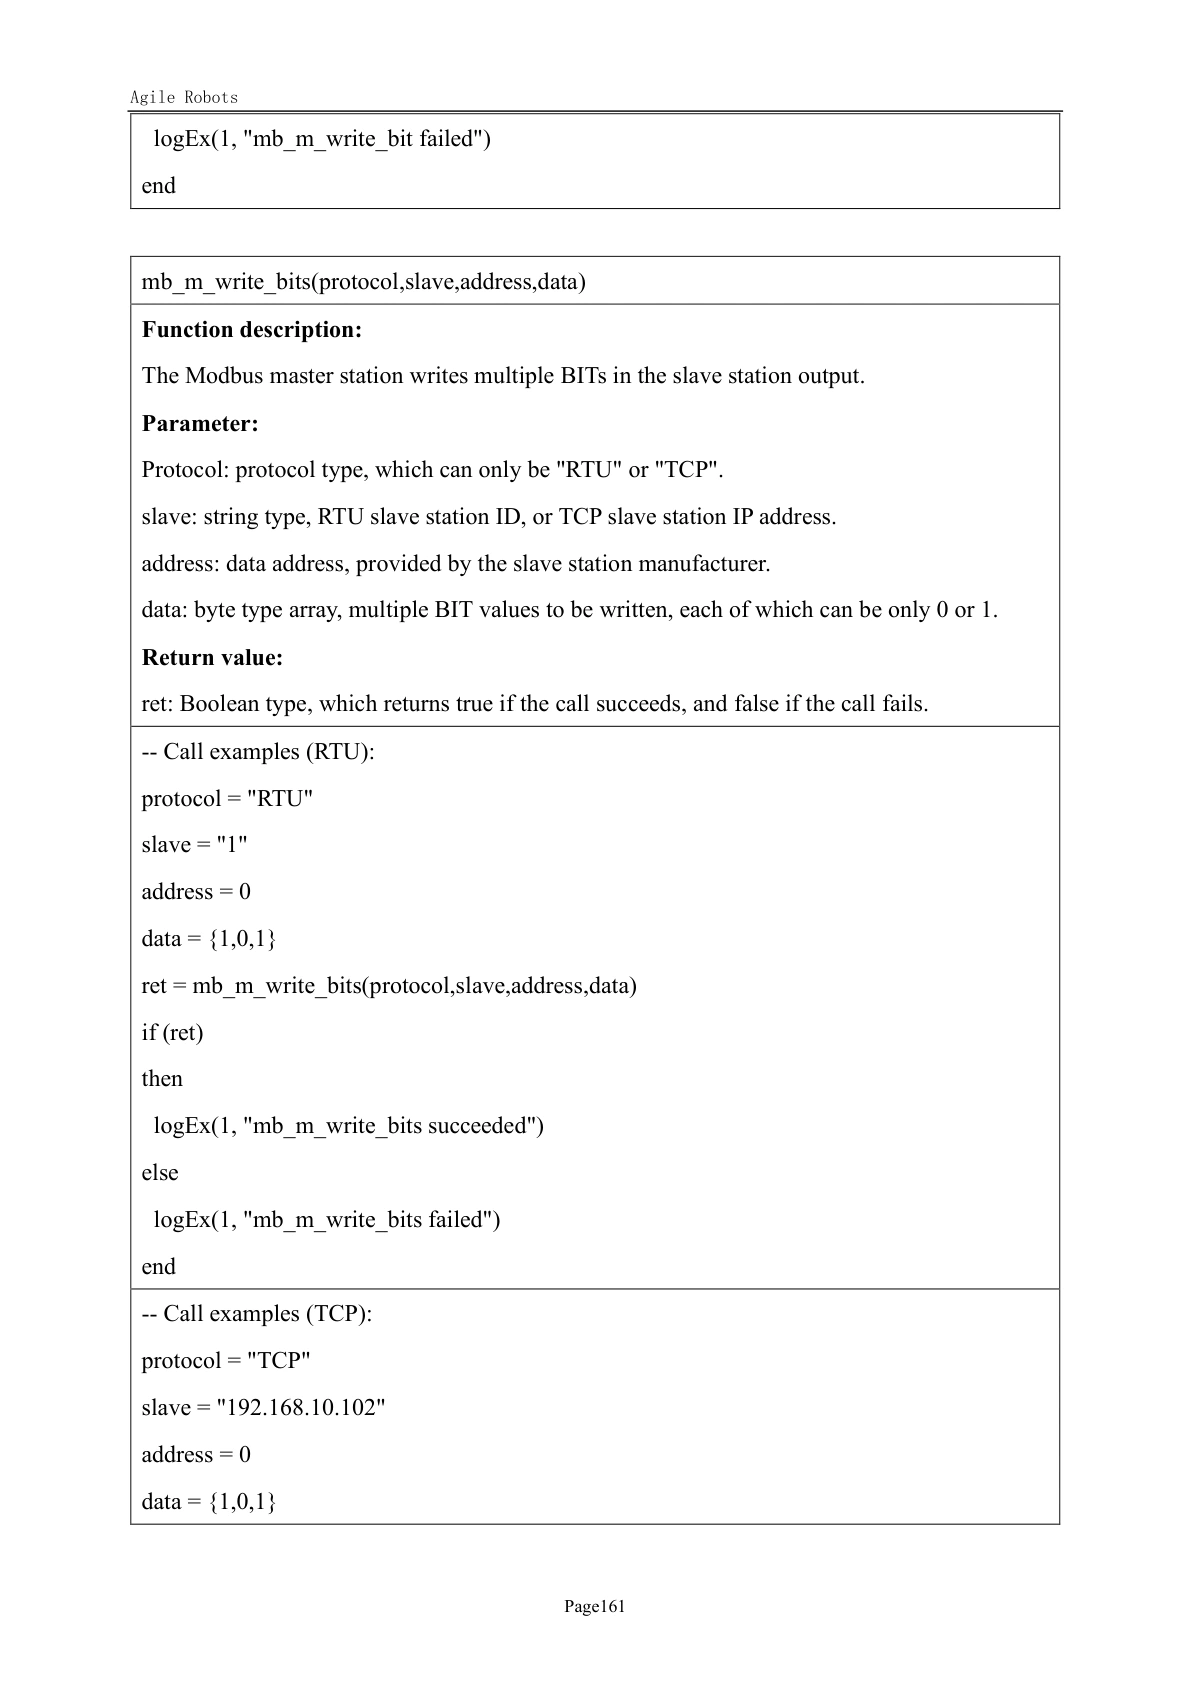 Agile Robots
logEx(1, "mb_m_write_bit failed")
end
mb_m_write_bits(protocol,slave,address,data)
Function description:
The Modbus master station writes multiple BITs in the slave station output.
Parameter:
Protocol: protocol type, which can only be "RTU" or "TCP".
slave: string type, RTU slave station ID, or TCP slave station IP address.
address: data address, provided by the slave station manufacturer.
data: byte type array, multiple BIT values to be written, each of which can be only 0 or 1.
Return value:
ret: Boolean type, which returns true if the call succeeds, and false if the call fails.
-- Call examples (RTU):
protocol = "RTU"
slave = "1"
address = 0
data = {1,0,1}
ret = mb_m_write_bits(protocol,slave,address,data)
if (ret)
then
logEx(1, "mb_m_write_bits succeeded")
else
logEx(1, "mb_m_write_bits failed")
end
-- Call examples (TCP):
protocol = "TCP"
slave = "192.168.10.102"
address = 0
data = {1,0,1}
Page161